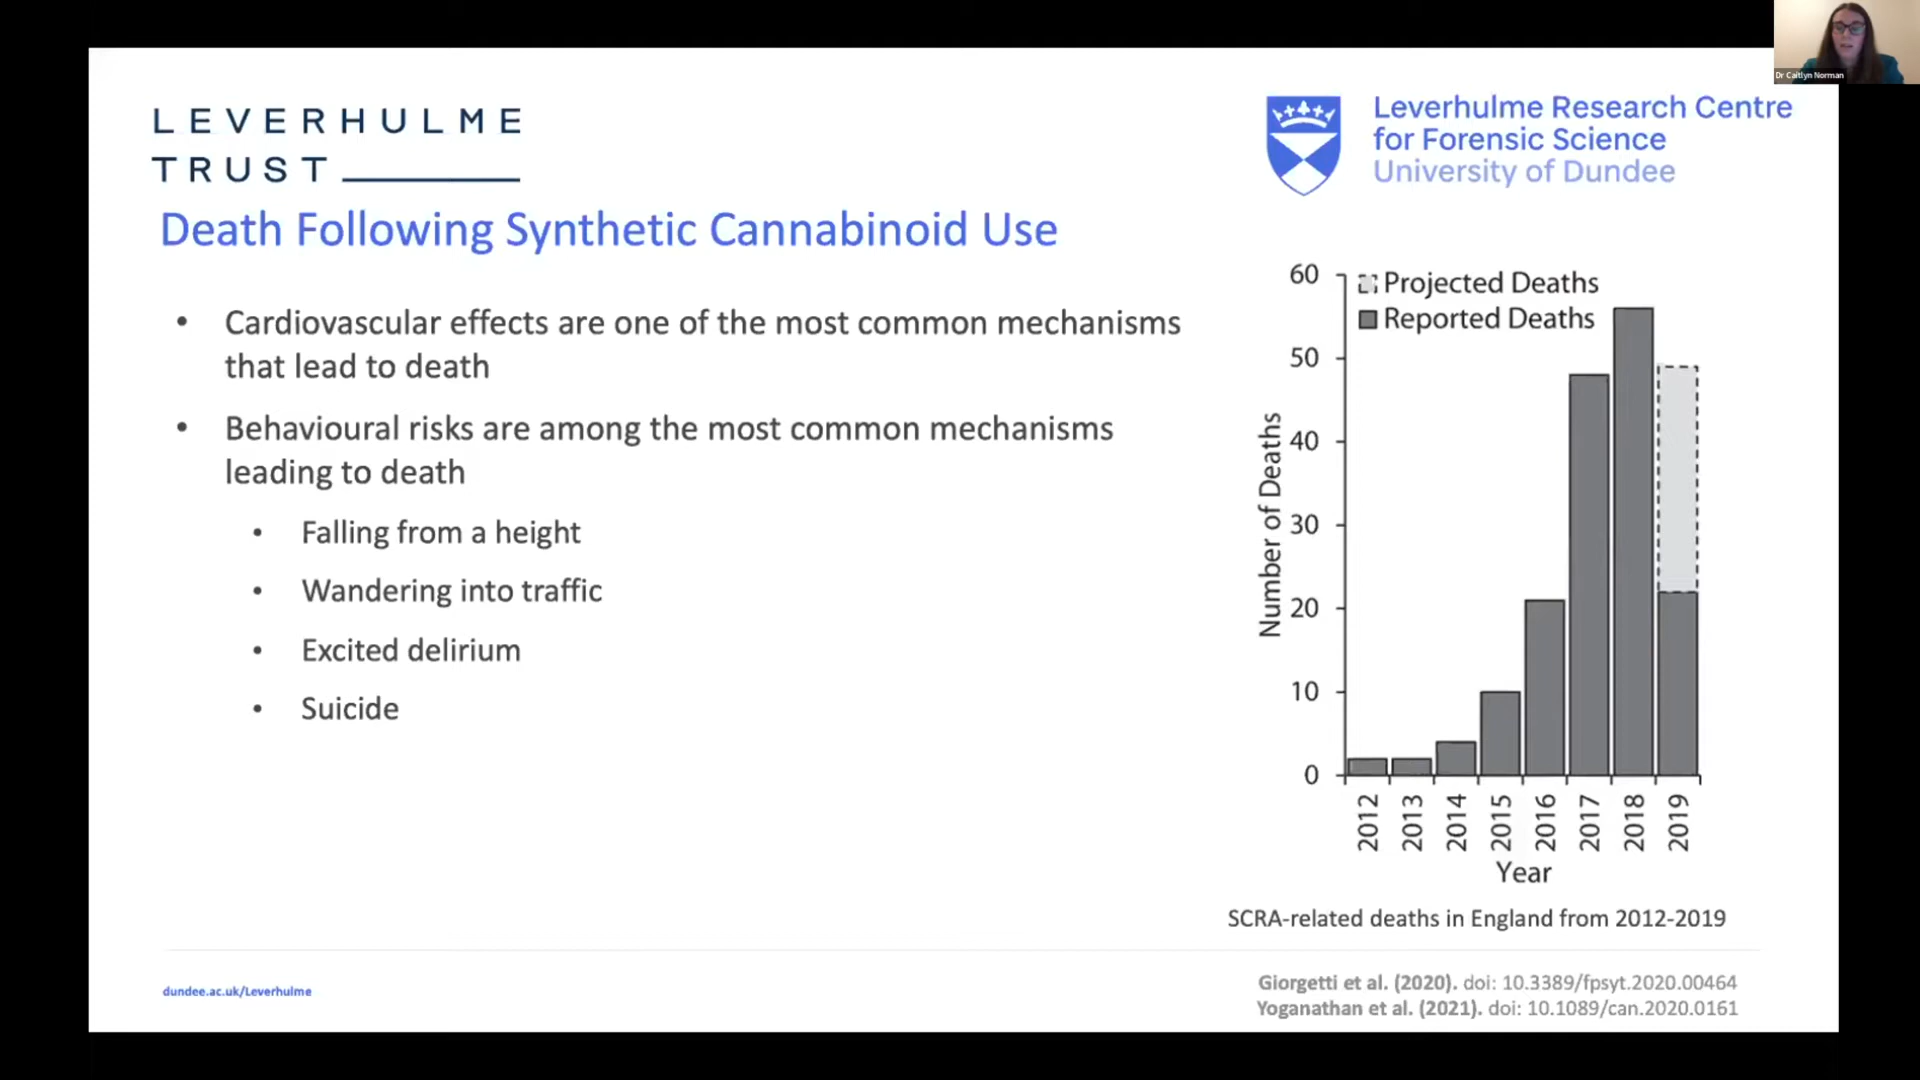 Dr Caitlyn Norman
LEVERHULME
TRUST
Leverhulme Research Centre
for Forensic Science
University of Dundee
Death Following Synthetic Cannabinoid Use
• Cardiovascular effects are one of the most common mechanisms
that lead to death
• Behavioural risks are among the most common mechanisms
leading to death
• Falling from a height
• Wandering into traffic
• Excited delirium
• Suicide
Projected Deaths
Reported Deaths
Number of Deaths
60
50
40
30
20
10
0
2012
2013
2014
2015
2016
2017
2018
2019
Year
SCRA-related deaths in England from 2012-2019
dundee.ac.uk/Leverhulme
Giorgetti et al. (2020). doi: 10.3389/fpsyt.2020.00464
Yoganathan et al. (2021). doi: 10.1089/can.2020.0161